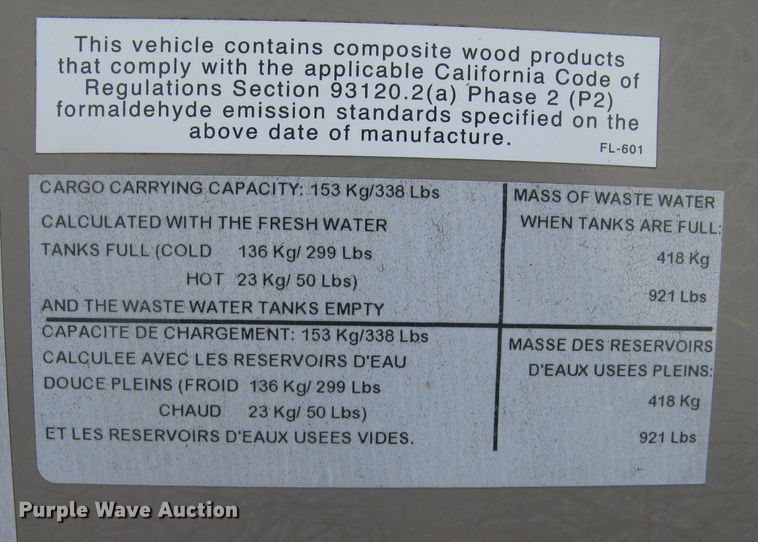 This vehicle contains composite wood products
that comply with the applicable California Code of
Regulations Section 93120.2(a) Phase 2 (P2)
formaldehyde emission standards specified on the
above date of manufacture.
FL-601
CARGO CARRYING CAPACITY: 153 Kg/338 Lbs
CALCULATED WITH THE FRESH WATER
TANKS FULL (COLD 136 Kg/ 299 Lbs
HOT 23 Kg/ 50 Lbs)
AND THE WASTE WATER TANKS EMPTY
MASS OF WASTE WATER
WHEN TANKS ARE FULL:
418 Kg
921 Lbs
CAPACITE DE CHARGEMENT: 153 Kg/338 Lbs
CALCULEE AVEC LES RESERVOIRS D'EAU
DOUCE PLEINS (FROID 136 Kg/ 299 Lbs
CHAUD 23 Kg/ 50 Lbs)
ET LES RESERVOIRS D'EAUX USEES VIDES.
MASSE DES RESERVOIRS
D'EAUX USEES PLEINS:
418 Kg
921 Lbs
Purple Wave Auction